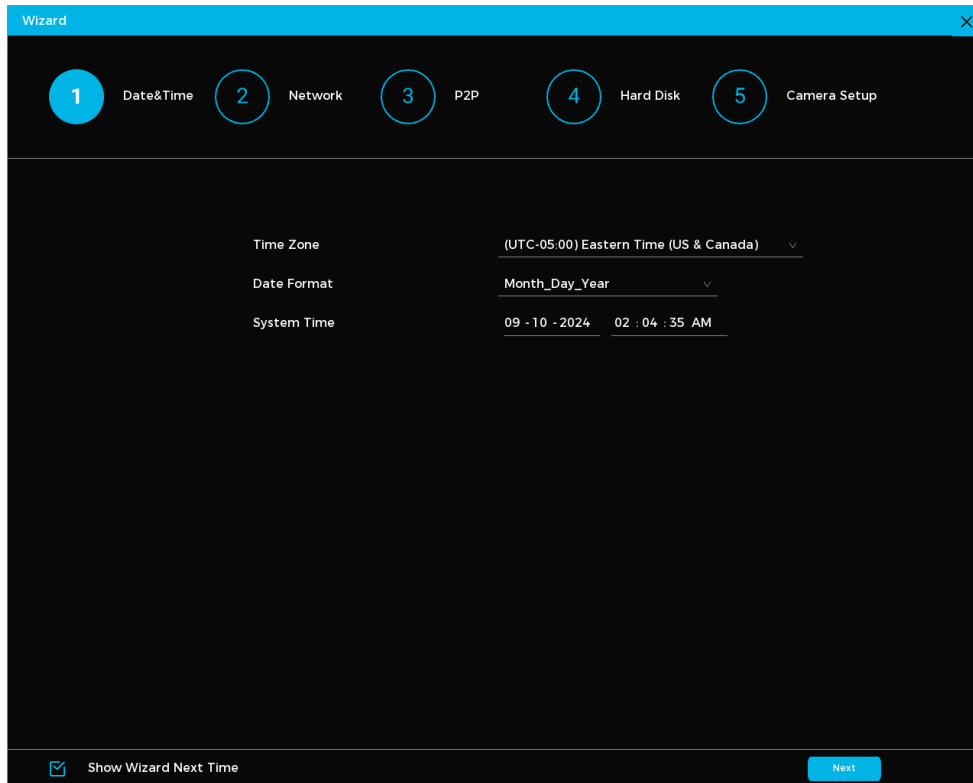 Wizard
1 Date&Time 2 Network 3 P2P 4 Hard Disk 5 Camera Setup
Time Zone (UTC-05:00) Eastern Time (US & Canada)
Date Format Month_Day_Year
System Time 09 - 10 - 2024 02 : 04 : 35 AM
Show Wizard Next Time Next